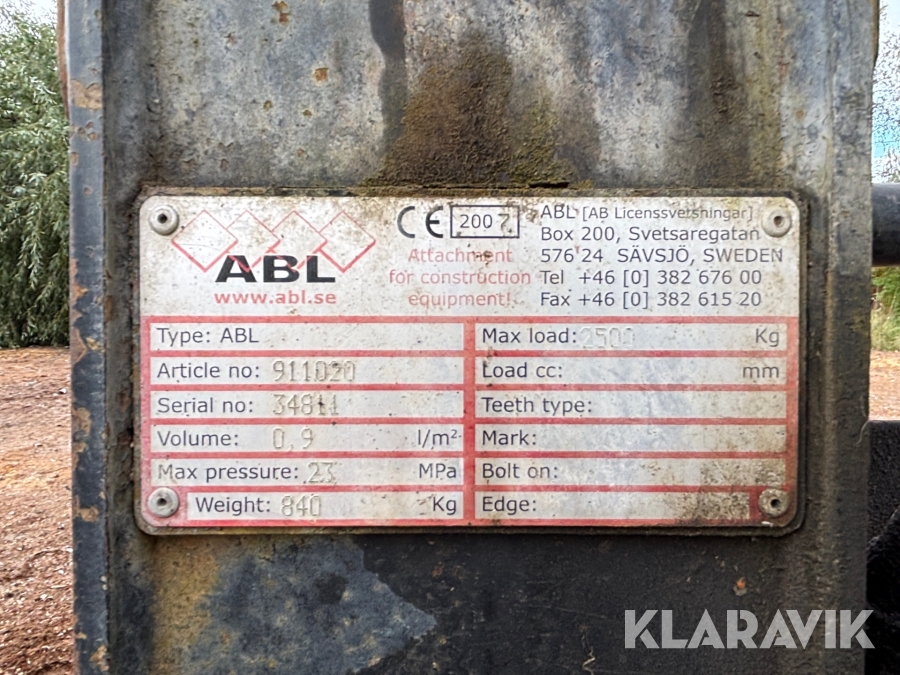 ABL
www.abl.se
CE 2007
Attachment
for construction
equipment!
ABL [AB Licenssvetsningar]
Box 200, Svetsaregatan
576 24 SÄVSJÖ, SWEDEN
Tel +46 [0] 382 676 00
Fax +46 [0] 382 615 20
Type: ABL
Article no: 911020
Serial no: 34811
Volume: 0,9 l/m²
Max pressure: 23 MPa
Weight: 840 Kg
Max load: 2500 Kg
Load cc: mm
Teeth type:
Mark:
Bolt on:
Edge:
KLARAVIK